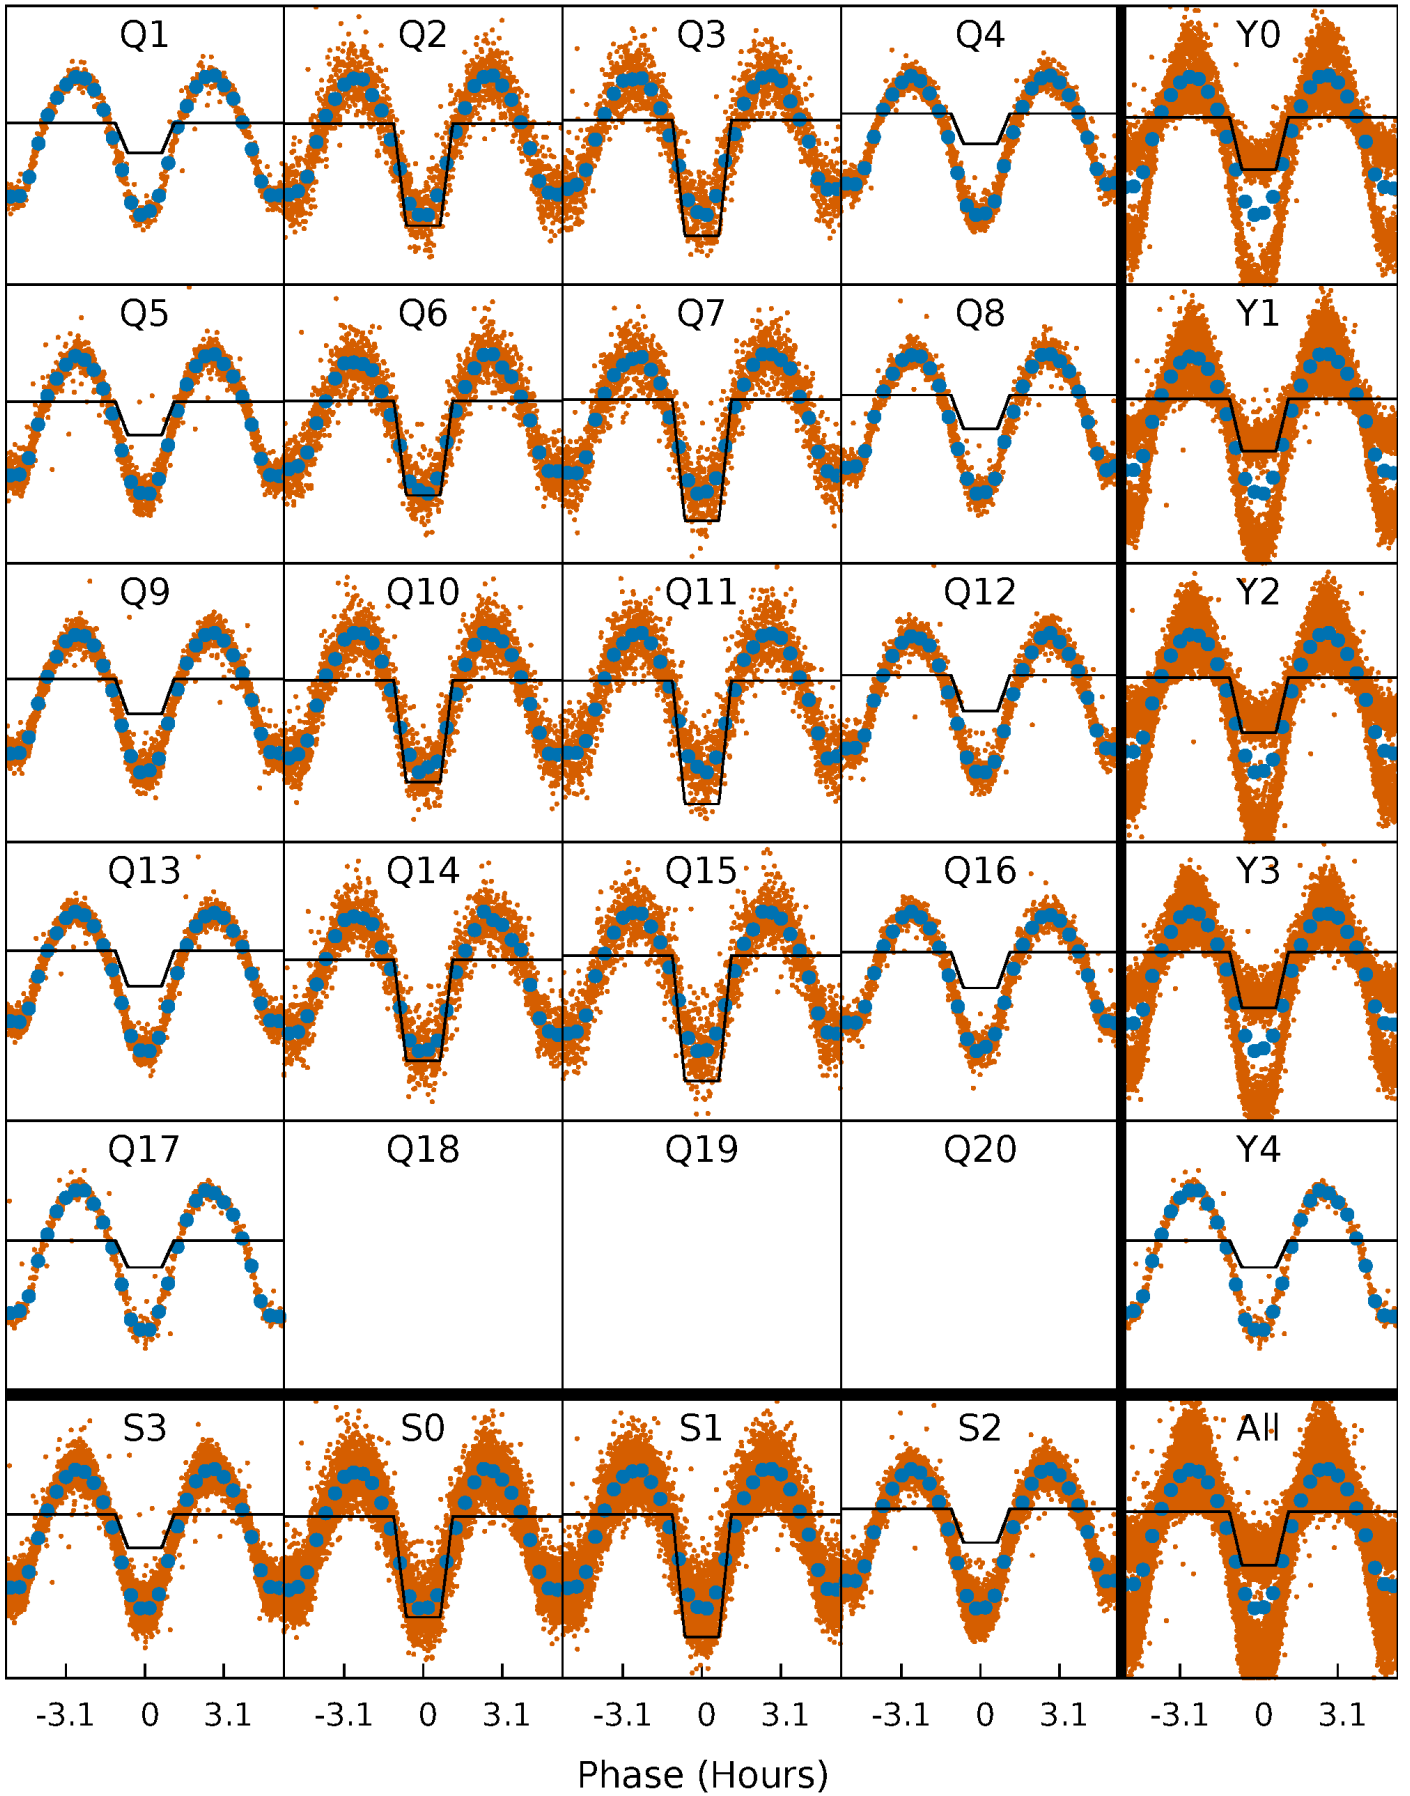 Q1 Q2 Q3 Q4 Y0
Q5 Q6 Q7 Q8 Y1
Q9 Q10 Q11 Q12 Y2
Q13 Q14 Q15 Q16 Y3
Q17 Q18 Q19 Q20 Y4
S3 S0 S1 S2 All
-3.1 0 3.1 -3.1 0 3.1 -3.1 0 3.1 -3.1 0 3.1 -3.1 0 3.1
Phase (Hours)